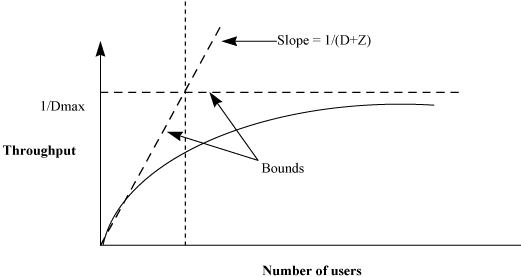 Slope = 1/(D+Z)
1/Dmax
Throughput
Bounds
Number of users